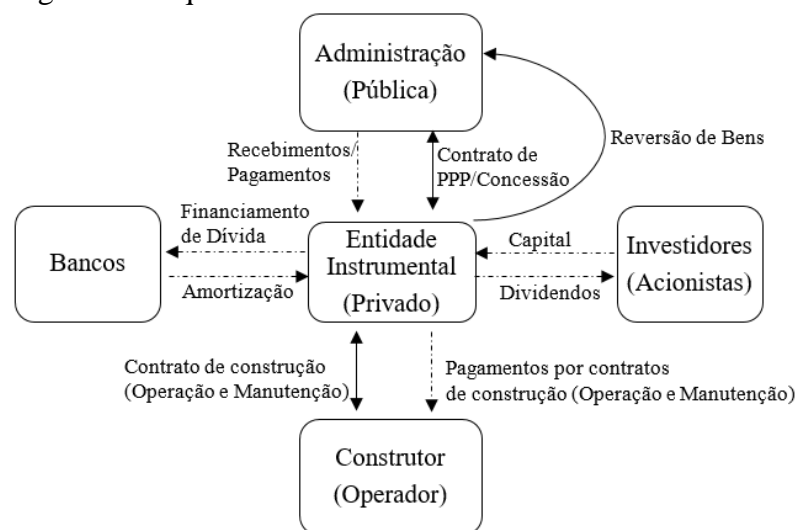 Administração
(Pública)
Recebimentos/
Pagamentos
Contrato de
PPP/Concessão
Reversão de Bens
Financiamento
de Dívida
Bancos
Amortização
Entidade
Instrumental
(Privado)
Capital
Dividendos
Investidores
(Acionistas)
Contrato de construção
(Operação e Manutenção)
Pagamentos por contratos
de construção (Operação e Manutenção)
Construtor
(Operador)